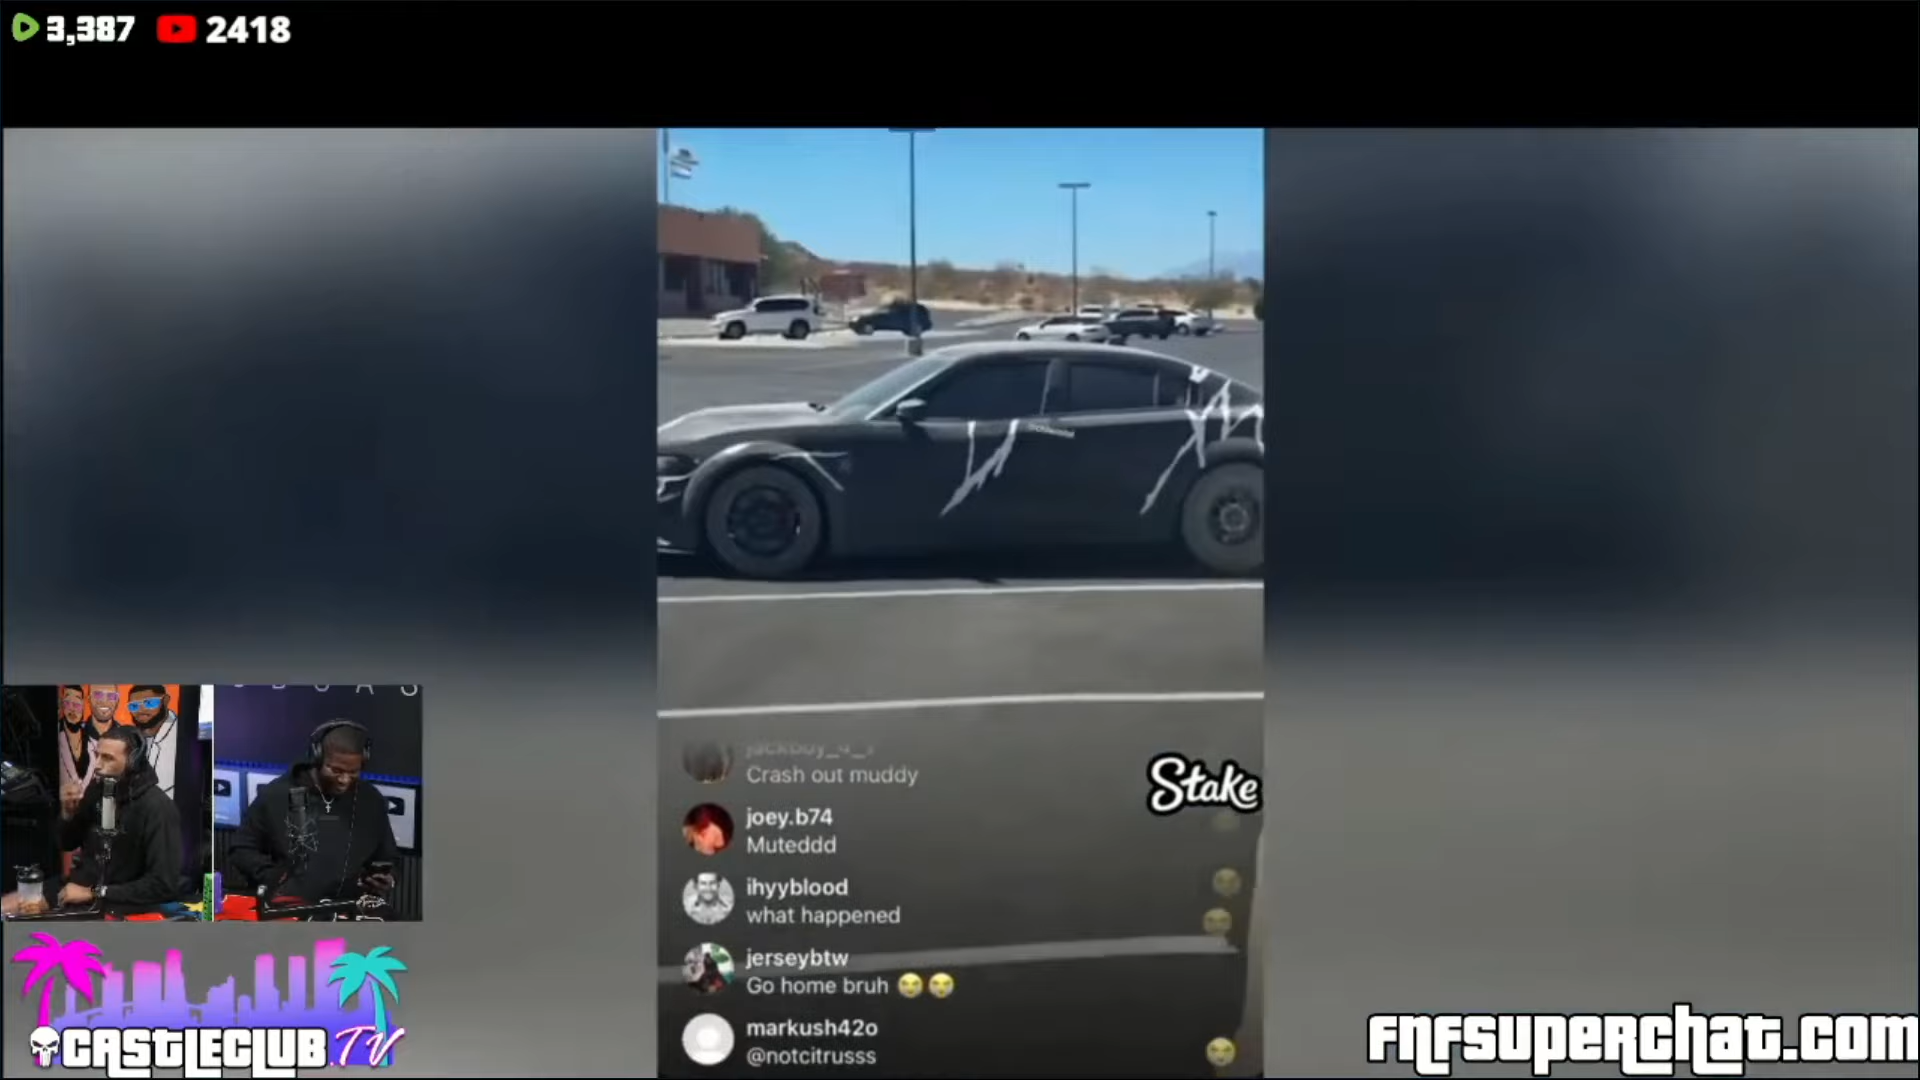 3,387
2418
Crash out muddy
Stake
joey.b74
Muteddd
ihyyblood
what happened
jerseybtw
Go home bruh 😭 😭
markush42o
@notcitrusss
CASTLECLUB.TV
FNFSUPERCHAT.COM